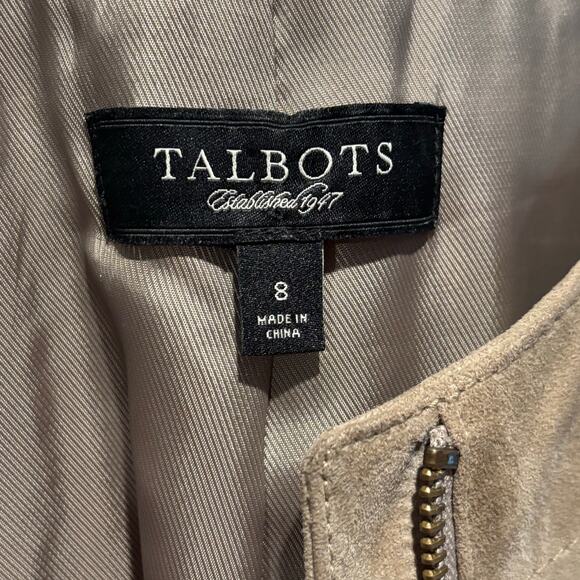 TALBOTS
Established 1947
8
MADE IN
CHINA